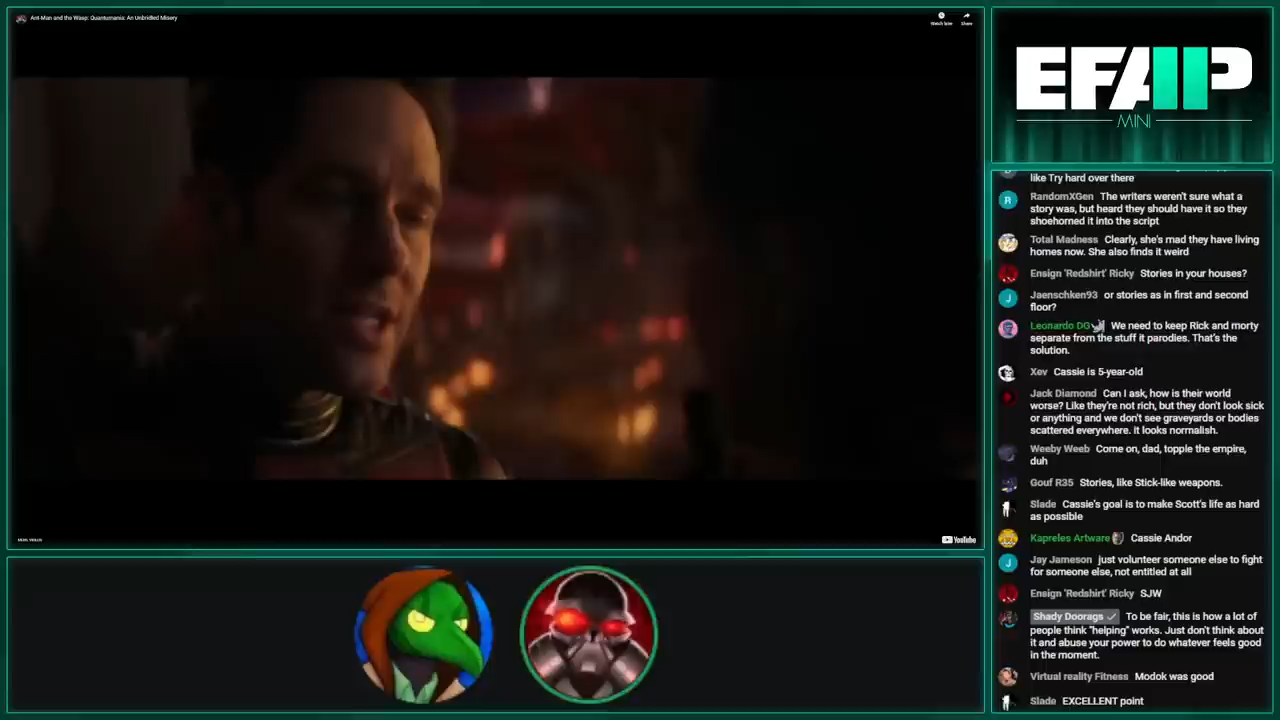 Ant-Man and the Wasp: Quantumania: An Unbridled Misery
Watch later
Share
MORE VIDEOS
YouTube
EFAP
MINI
like Try hard over there
RandomXGen The writers weren't sure what a
story was, but heard they should have it so they
shoehorned it into the script
Total Madness Clearly, she's mad they have living
homes now. She also finds it weird
Ensign 'Redshirt' Ricky Stories in your houses?
Jaenschken93 or stories as in first and second
floor?
Leonardo DG We need to keep Rick and morty
separate from the stuff it parodies. That's the
solution.
Xev Cassie is 5-year-old
Jack Diamond Can I ask, how is their world
worse? Like they're not rich, but they don't look sick
or anything and we don't see graveyards or bodies
scattered everywhere. It looks normalish.
Weeby Weeb Come on, dad, topple the empire,
duh
Gouf R35 Stories, like Stick-like weapons.
Slade Cassie's goal is to make Scott's life as hard
as possible
Kapreles Artware Cassie Andor
Jay Jameson just volunteer someone else to fight
for someone else, not entitled at all
Ensign 'Redshirt' Ricky SJW
Shady Doorags To be fair, this is how a lot of
people think "helping" works. Just don't think about
it and abuse your power to do whatever feels good
in the moment.
Virtual reality Fitness Modok was good
Slade EXCELLENT point